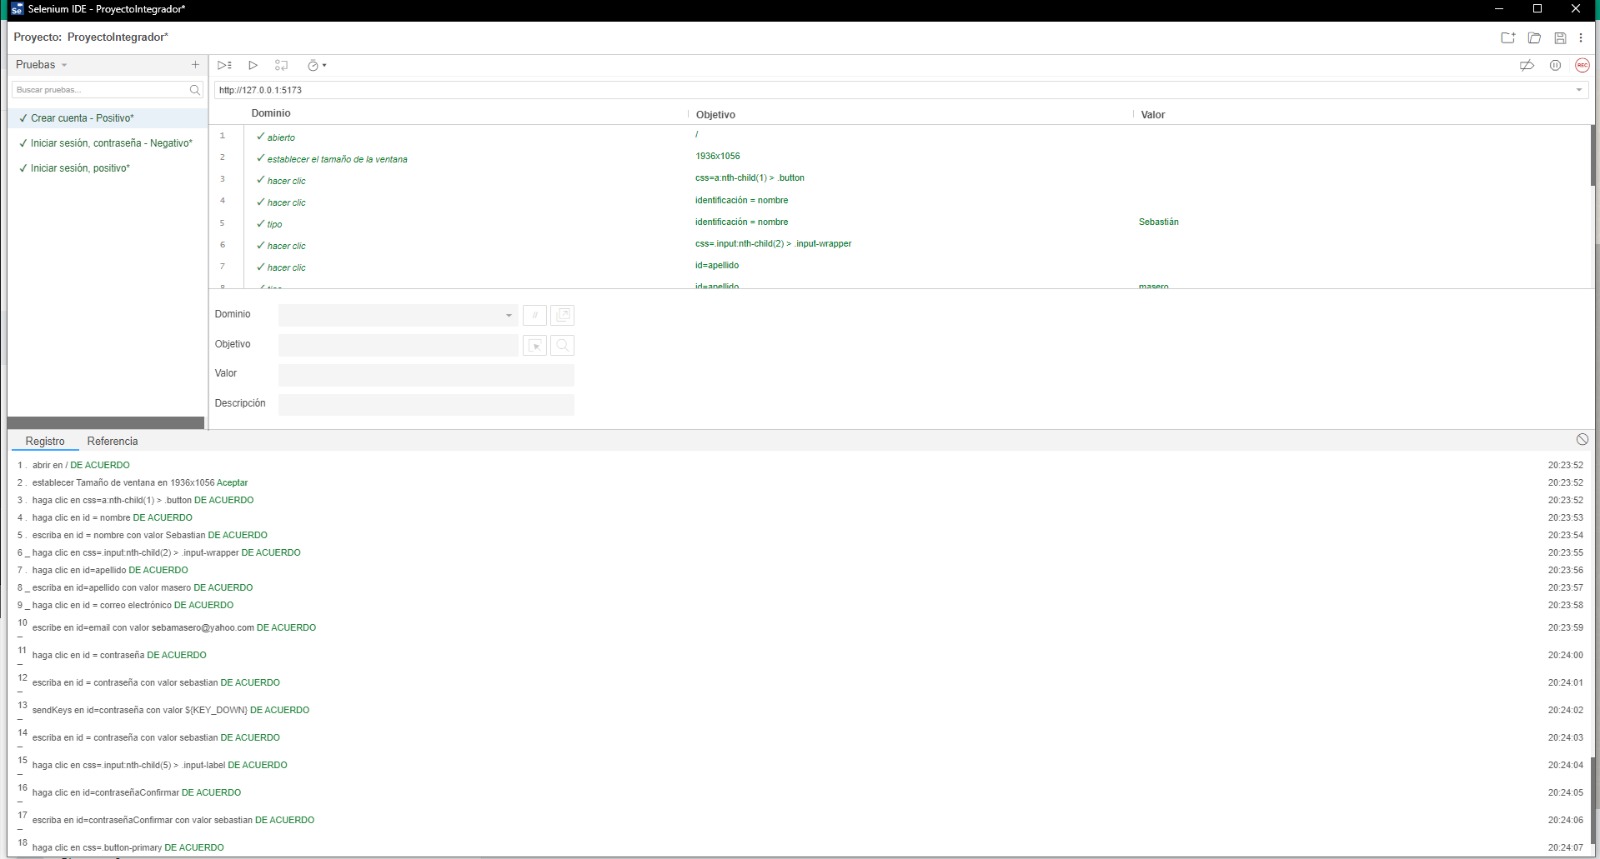 Selenium IDE - ProyectoIntegrador*
Proyecto: ProyectoIntegrador*
Pruebas
Buscar pruebas...
✓ Crear cuenta - Positivo*
✓ Iniciar sesión, contraseña - Negativo*
✓ Iniciar sesión, positivo*
REC
http://127.0.0.1:5173
Dominio Objetivo Valor
1 ✓ abierto /
2 ✓ establecer el tamaño de la ventana 1936x1056
3 ✓ hacer clic css=a:nth-child(1) > .button
4 ✓ hacer clic identificación = nombre
5 ✓ tipo identificación = nombre Sebastián
6 ✓ hacer clic css=.input:nth-child(2) > .input-wrapper
7 ✓ hacer clic id=apellido
8 ✓ tipo id=apellido masero
Dominio //
Objetivo
Valor
Descripción
Registro Referencia
1 . abrir en / DE ACUERDO 20:23:52
2 . establecer Tamaño de ventana en 1936x1056 Aceptar 20:23:52
3 . haga clic en css=a:nth-child(1) > .button DE ACUERDO 20:23:52
4 . haga clic en id = nombre DE ACUERDO 20:23:53
5 . escriba en id = nombre con valor Sebastian DE ACUERDO 20:23:54
6 _ haga clic en css=.input:nth-child(2) > .input-wrapper DE ACUERDO 20:23:55
7 . haga clic en id=apellido DE ACUERDO 20:23:56
8 _ escriba en id=apellido con valor masero DE ACUERDO 20:23:57
9 _ haga clic en id = correo electrónico DE ACUERDO 20:23:58
10 _ escribe en id=email con valor sebamasero@yahoo.com DE ACUERDO 20:23:59
11 _ haga clic en id = contraseña DE ACUERDO 20:24:00
12 _ escriba en id = contraseña con valor sebastian DE ACUERDO 20:24:01
13 _ sendKeys en id=contraseña con valor ${KEY_DOWN} DE ACUERDO 20:24:02
14 _ escriba en id = contraseña con valor sebastian DE ACUERDO 20:24:03
15 _ haga clic en css=.input:nth-child(5) > .input-label DE ACUERDO 20:24:04
16 _ haga clic en id=contraseñaConfirmar DE ACUERDO 20:24:05
17 _ escriba en id=contraseñaConfirmar con valor sebastian DE ACUERDO 20:24:06
18 haga clic en css=.button-primary DE ACUERDO 20:24:07